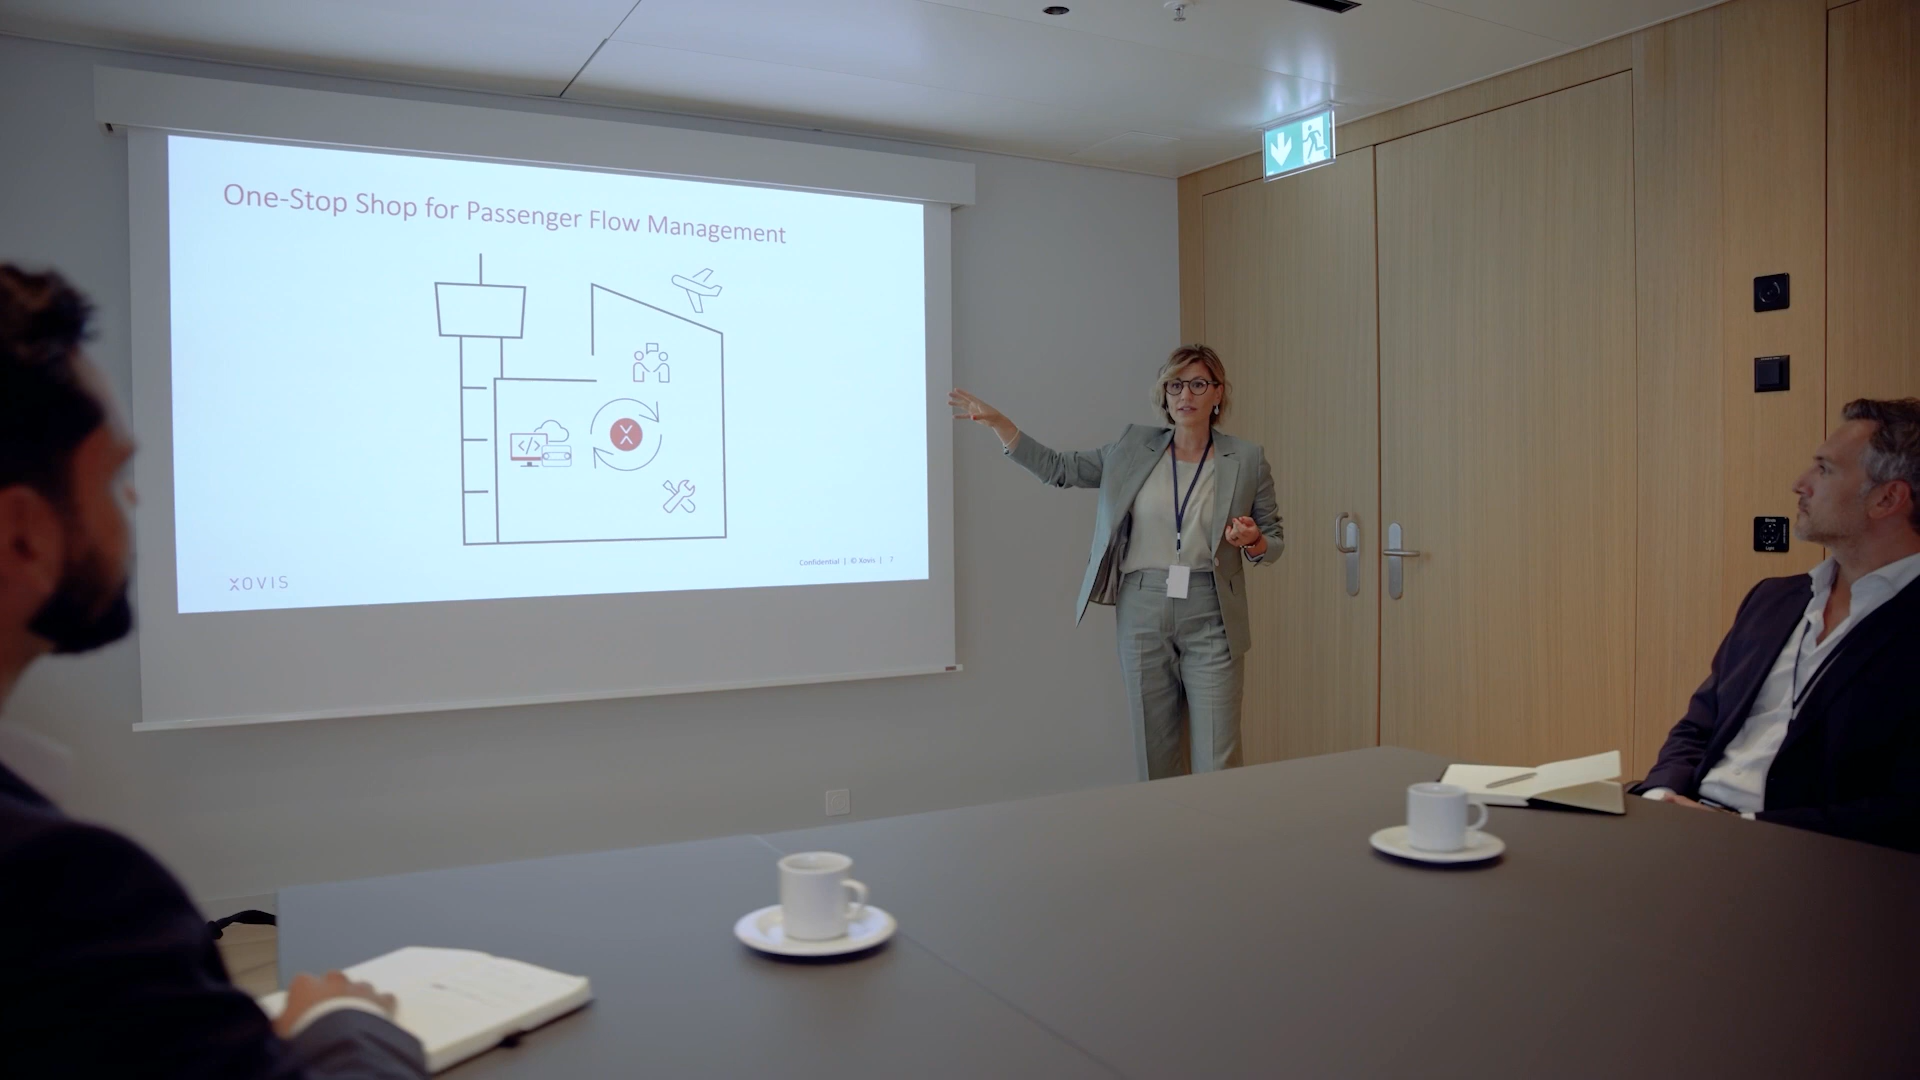 One-Stop Shop for Passenger Flow Management
</>
X
XOVIS
Confidential | © Xovis | 7